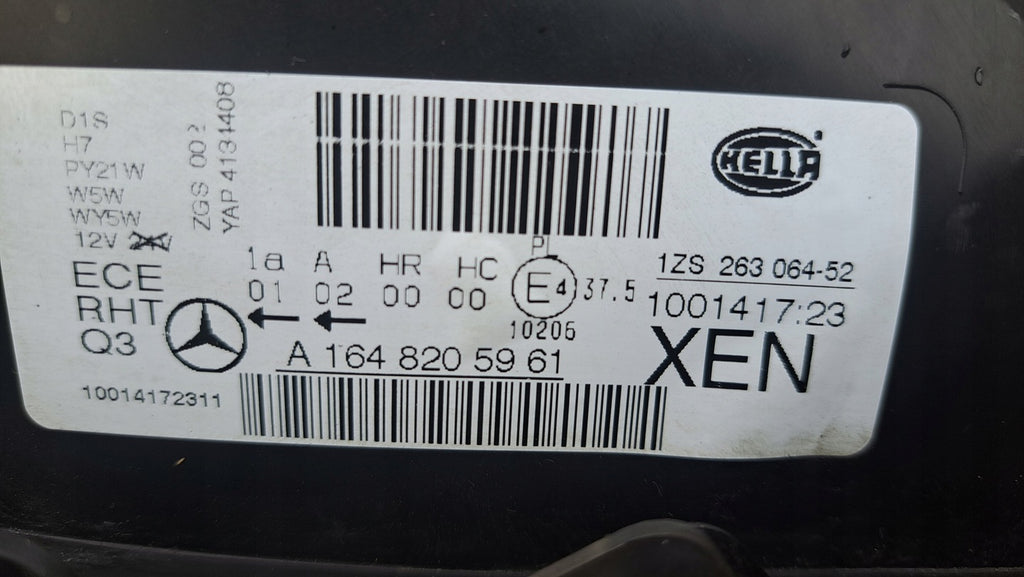 D1S
H7
PY21W
W5W
WY5W
12V 24V
ZGS 002
YAP 4131408
HELLA
ECE
RHT
Q3
1a A HR HC PL
01 02 00 00 E4 37.5
10206
1ZS 263 064-52
1001417:23
A 164 820 59 61
XEN
10014172311